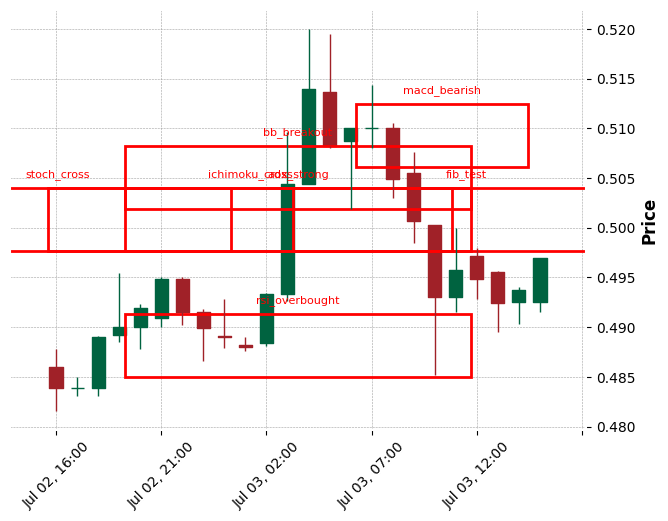 0.520
0.515
macd_bearish
0.510
bb_breakout
stoch_cross
ichimoku_cross
adx_strong
fib_test
0.505
0.500
Price
0.495
rsi_overbought
0.490
0.485
0.480
Jul 02, 16:00
Jul 02, 21:00
Jul 03, 02:00
Jul 03, 07:00
Jul 03, 12:00